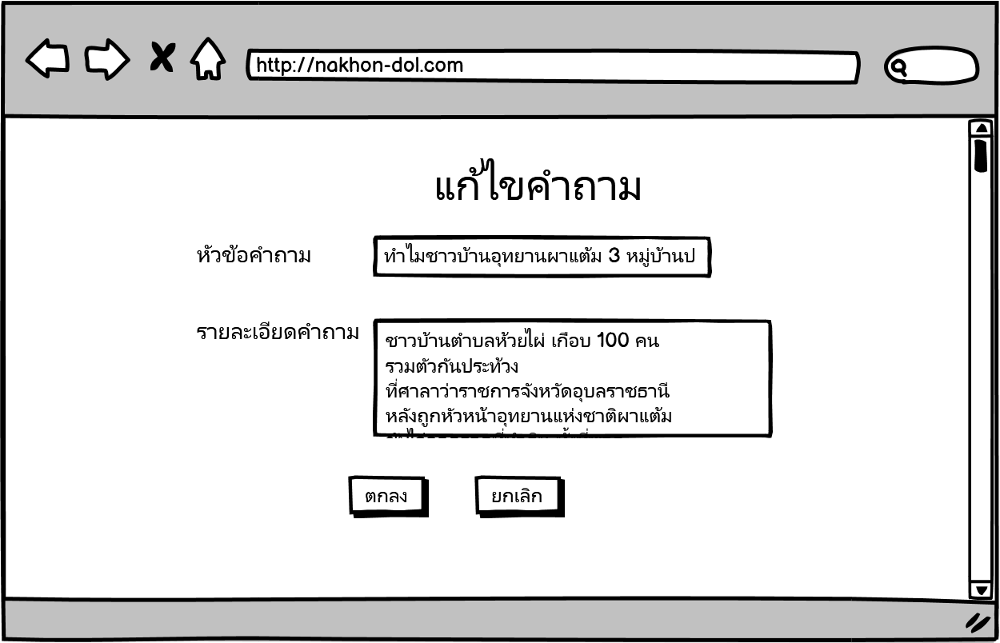 http://nakhon-dol.com
แก้ไขคำถาม
หัวข้อคำถาม
ทำไมชาวบ้านอุทยานผาแต้ม 3 หมู่บ้านป
รายละเอียดคำถาม
ชาวบ้านตำบลห้วยไผ่ เกือบ 100 คน
รวมตัวกันประท้วง
ที่ศาลาว่าราชการจังหวัดอุบลราชธานี
หลังถูกหัวหน้าอุทยานแห่งชาติผาแต้ม
ตกลง
ยกเลิก